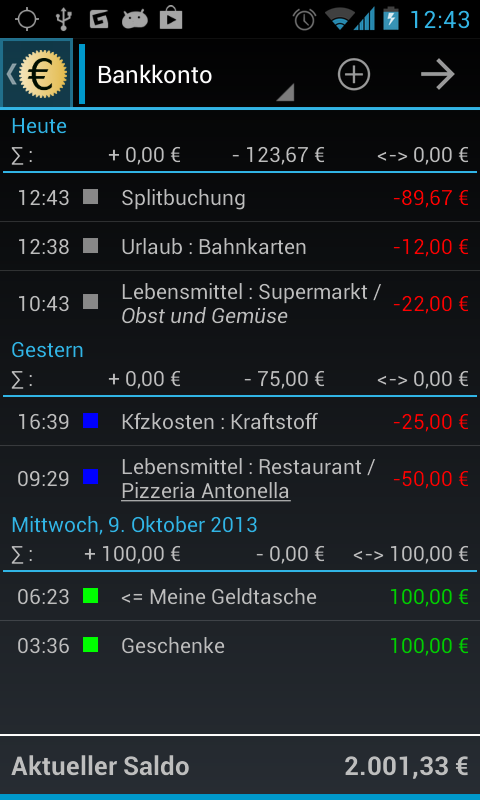 12:43
€ Bankkonto
Heute
∑ : + 0,00 € - 123,67 € <-> 0,00 €
12:43 Splitbuchung -89,67 €
12:38 Urlaub : Bahnkarten -12,00 €
10:43 Lebensmittel : Supermarkt / -22,00 €
Obst und Gemüse
Gestern
∑ : + 0,00 € - 75,00 € <-> 0,00 €
16:39 Kfzkosten : Kraftstoff -25,00 €
09:29 Lebensmittel : Restaurant / -50,00 €
Pizzeria Antonella
Mittwoch, 9. Oktober 2013
∑ : + 100,00 € - 0,00 € <-> 100,00 €
06:23 <= Meine Geldtasche 100,00 €
03:36 Geschenke 100,00 €
Aktueller Saldo 2.001,33 €